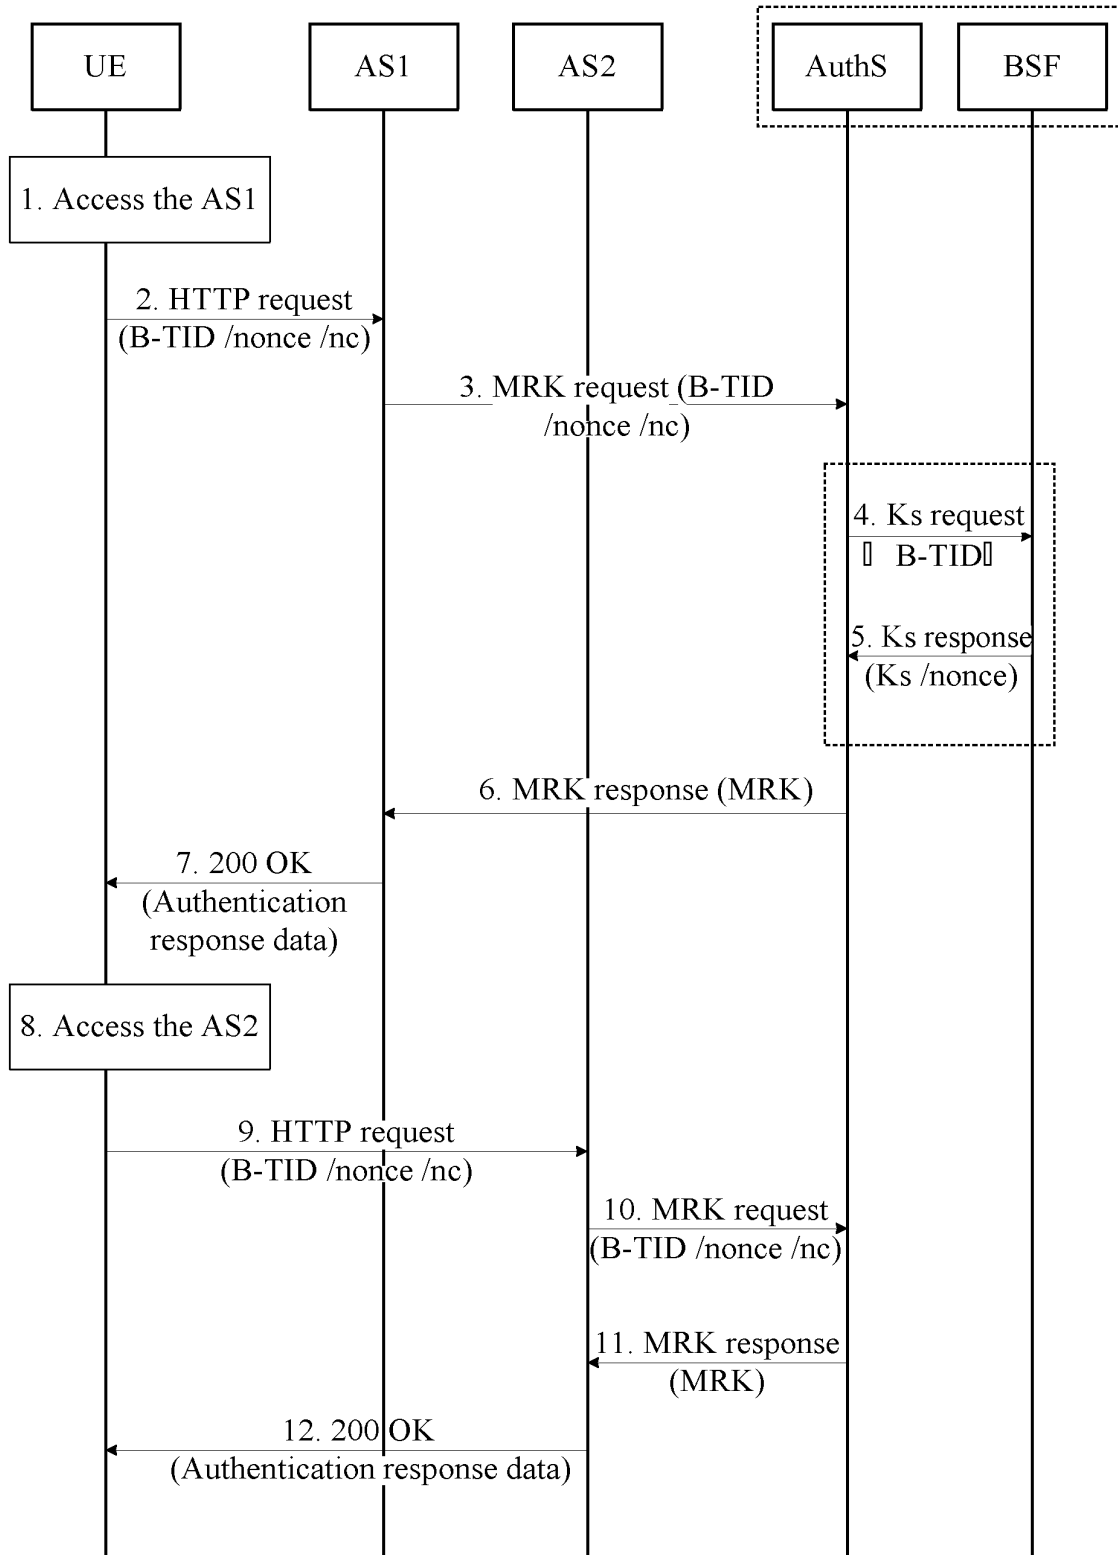 UE
AS1
AS2
AuthS
BSF
1. Access the AS1
2. HTTP request
(B-TID /nonce /nc)
3. MRK request (B-TID
/nonce /nc)
4. Ks request
B-TID
5. Ks response
(Ks /nonce)
6. MRK response (MRK)
7. 200 OK
(Authentication
response data)
8. Access the AS2
9. HTTP request
(B-TID /nonce /nc)
10. MRK request
(B-TID /nonce /nc)
11. MRK response
(MRK)
12. 200 OK
(Authentication response data)